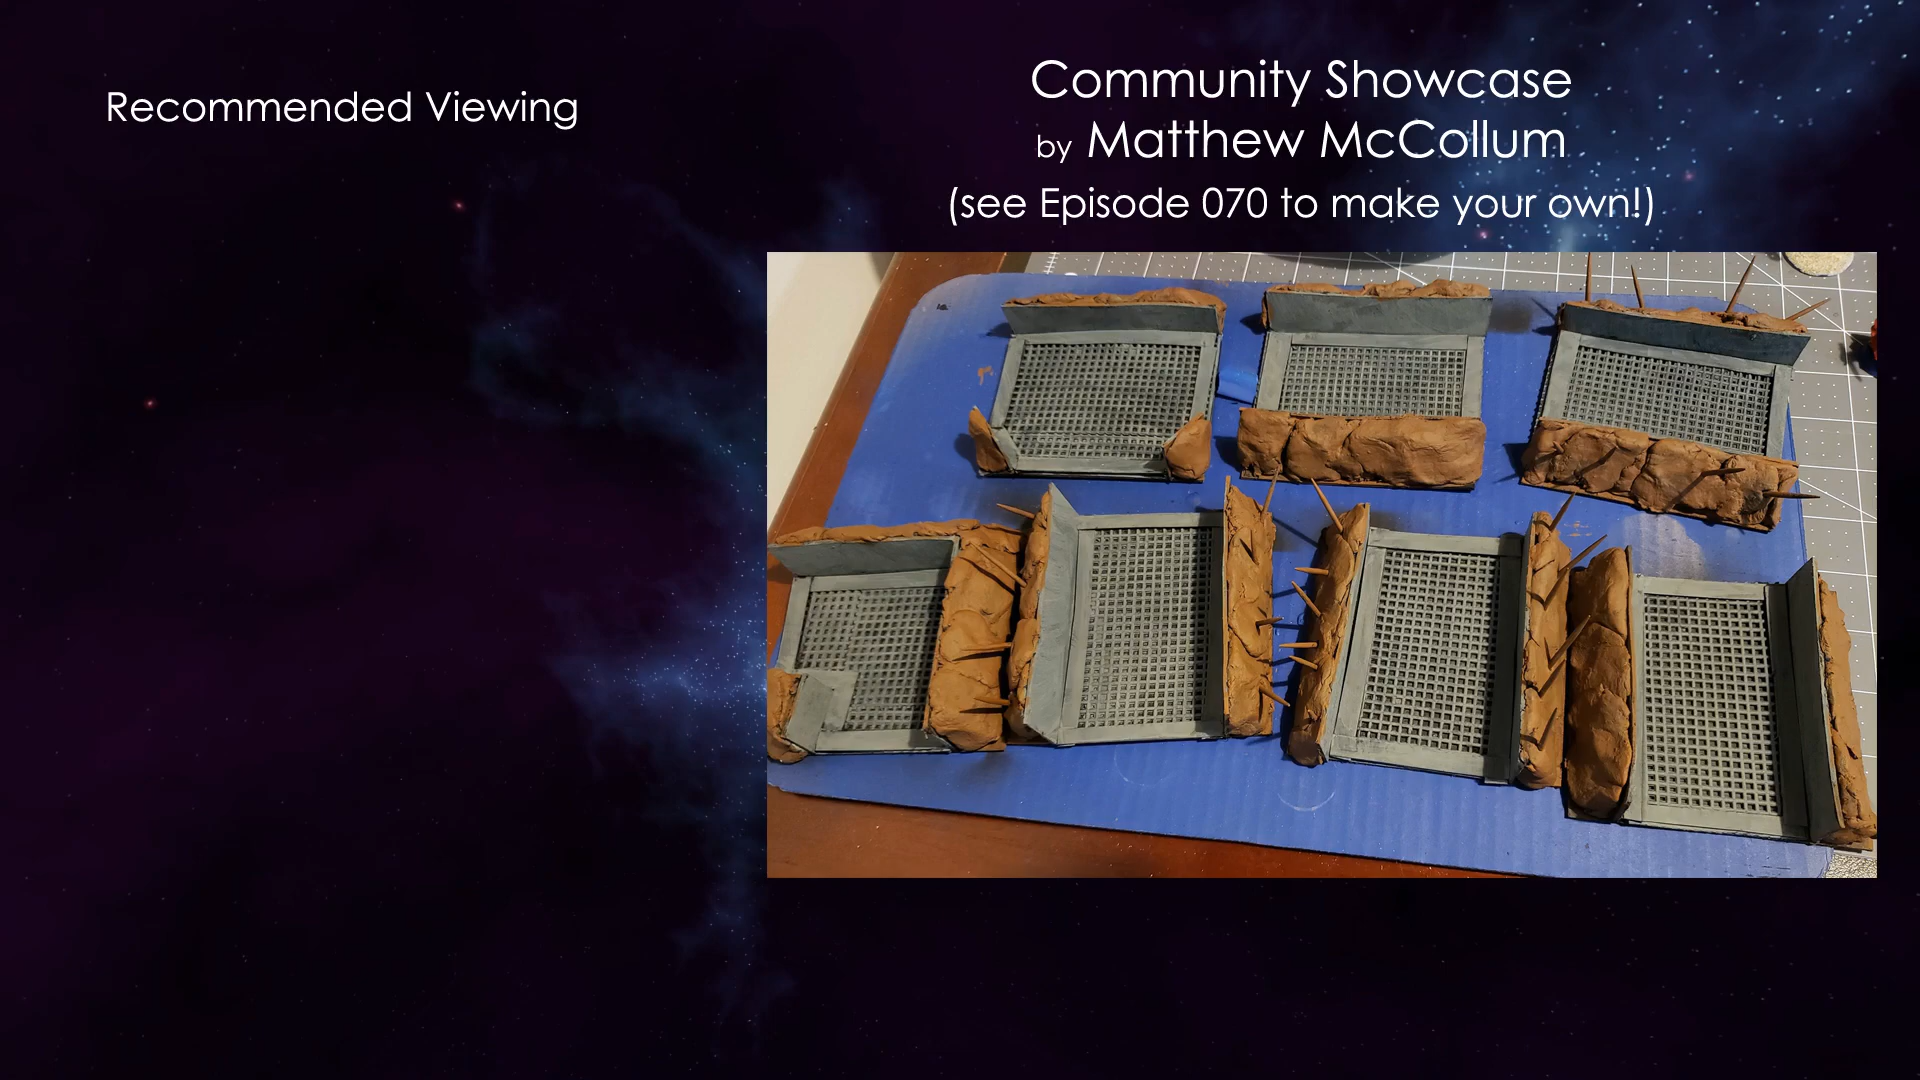 Recommended Viewing
Community Showcase
by Matthew McCollum
(see Episode 070 to make your own!)